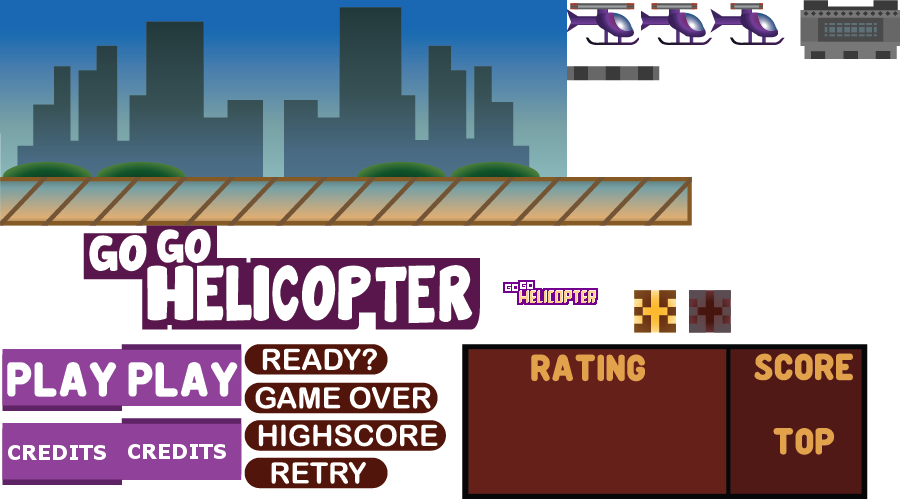 GO GO
HELICOPTER
GO GO
HELICOPTER
PLAY PLAY
CREDITS CREDITS
READY?
GAME OVER
HIGHSCORE
RETRY
RATING
SCORE
TOP